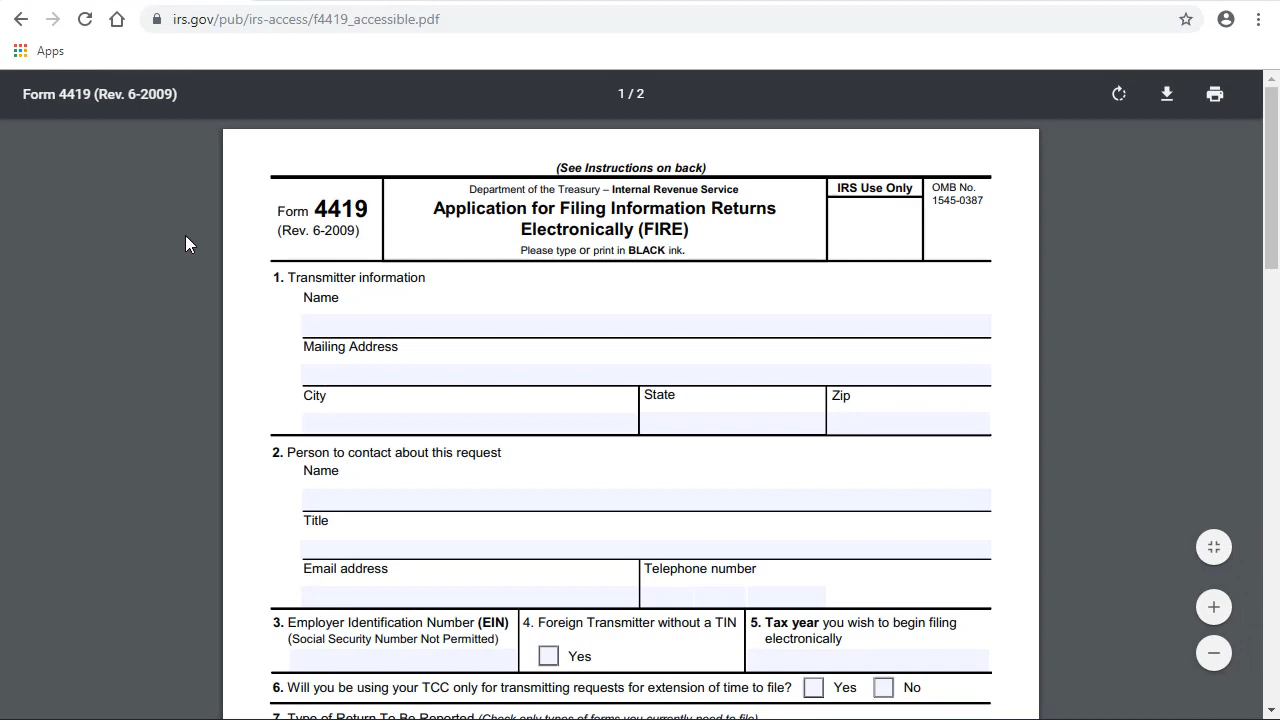 irs.gov/pub/irs-access/f4419_accessible.pdf
Apps
Form 4419 (Rev. 6-2009)
1 / 2
(See Instructions on back)
Form 4419
(Rev. 6-2009)
Department of the Treasury – Internal Revenue Service
Application for Filing Information Returns
Electronically (FIRE)
Please type or print in BLACK ink.
IRS Use Only
OMB No.
1545-0387
1. Transmitter information
Name
Mailing Address
City
State
Zip
2. Person to contact about this request
Name
Title
Email address
Telephone number
3. Employer Identification Number (EIN)
(Social Security Number Not Permitted)
4. Foreign Transmitter without a TIN
Yes
5. Tax year you wish to begin filing
electronically
6. Will you be using your TCC only for transmitting requests for extension of time to file? Yes No
7. Type of Return To Be Reported (Check only types of forms you currently need to file)